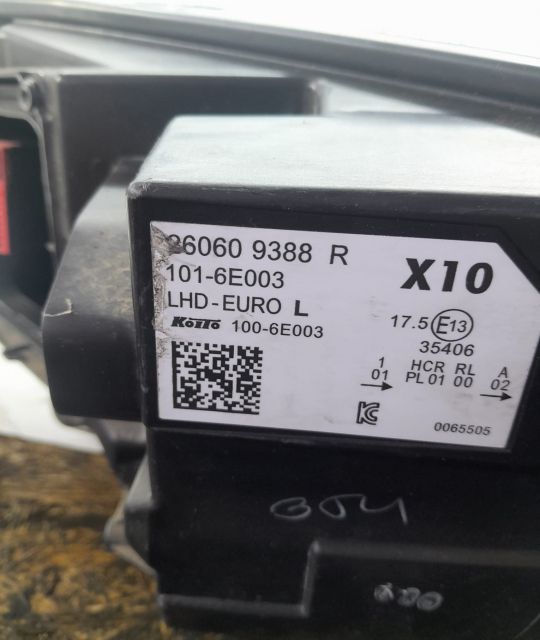 26060 9388 R
X10
101-6E003
LHD-EURO L
KOITO 100-6E003
17.5 E13
35406
1
01
HCR RL
PL 01 00
A
02
KC
0065505